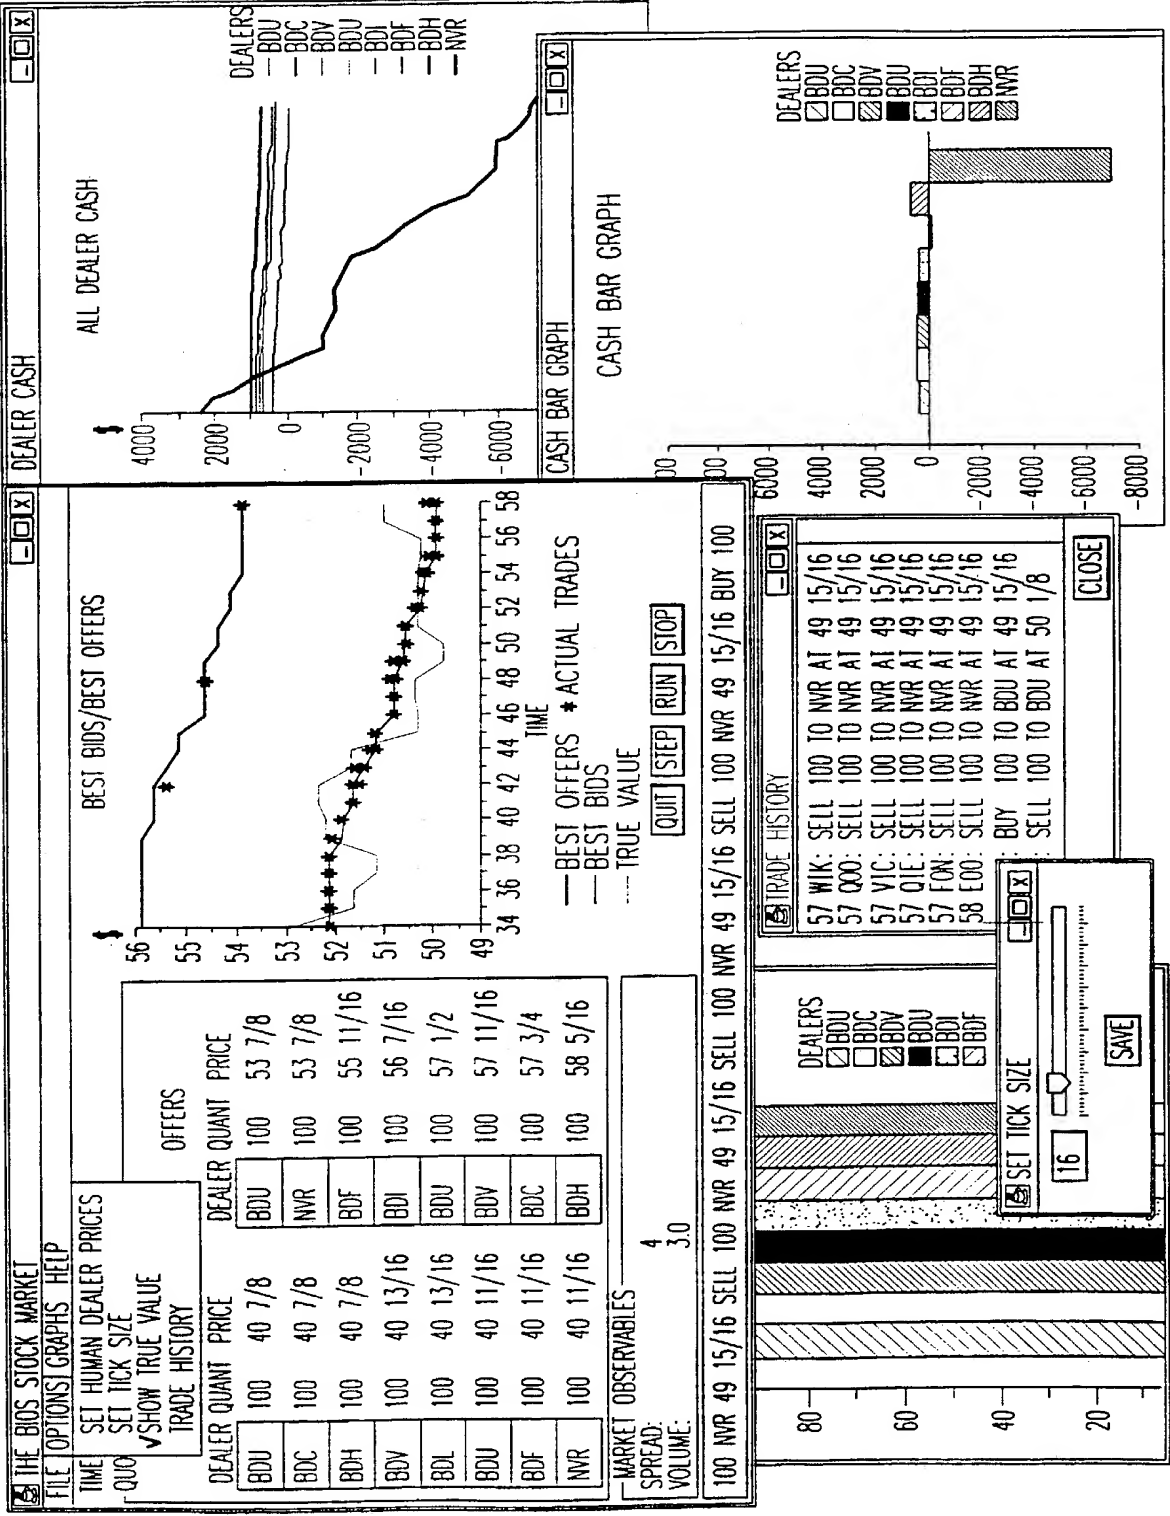 THE BIOS STOCK MARKET
FILE OPTIONS GRAPHS HELP
TIME
QUO
SET HUMAN DEALER PRICES
SET TICK SIZE
✓SHOW TRUE VALUE
TRADE HISTORY
OFFERS
DEALER QUANT PRICE DEALER QUANT PRICE
BDU 100 40 7/8 BDU 100 53 7/8
BDC 100 40 7/8 NVR 100 53 7/8
BDH 100 40 7/8 BDF 100 55 11/16
BDV 100 40 13/16 BDI 100 56 7/16
BDL 100 40 13/16 BDU 100 57 1/2
BDU 100 40 11/16 BDV 100 57 11/16
BDF 100 40 11/16 BDC 100 57 3/4
NVR 100 40 11/16 BDH 100 58 5/16
MARKET OBSERVABLES
SPREAD: 4
VOLUME: 3.0
BEST BIDS/BEST OFFERS
56
55
54
53
52
51
50
49
34 36 38 40 42 44 46 48 50 52 54 56 58
TIME
BEST OFFERS * ACTUAL TRADES
BEST BIDS
TRUE VALUE
QUIT STEP RUN STOP
100 NVR 49 15/16 SELL 100 NVR 49 15/16 SELL 100 NVR 49 15/16 SELL 100 NVR 49 15/16 BUY 100
DEALER CASH
ALL DEALER CASH
4000
2000
0
-2000
-4000
-6000
DEALERS
BDU
BDC
BDV
BDU
BDI
BDF
BDH
NVR
CASH BAR GRAPH
CASH BAR GRAPH
00
6000
4000
2000
0
-2000
-4000
-6000
-8000
DEALERS
BDU
BDC
BDV
BDU
BDI
BDF
BDH
NVR
TRADE HISTORY
57 WIK: SELL 100 TO NVR AT 49 15/16
57 QOO: SELL 100 TO NVR AT 49 15/16
57 VIC: SELL 100 TO NVR AT 49 15/16
57 QIE: SELL 100 TO NVR AT 49 15/16
57 FON: SELL 100 TO NVR AT 49 15/16
58 EOO: SELL 100 TO NVR AT 49 15/16
: BUY 100 TO BDU AT 49 15/16
: SELL 100 TO BDU AT 50 1/8
CLOSE
80
60
40
20
DEALERS
BDU
BDC
BDV
BDU
BDI
BDF
SET TICK SIZE
16
SAVE